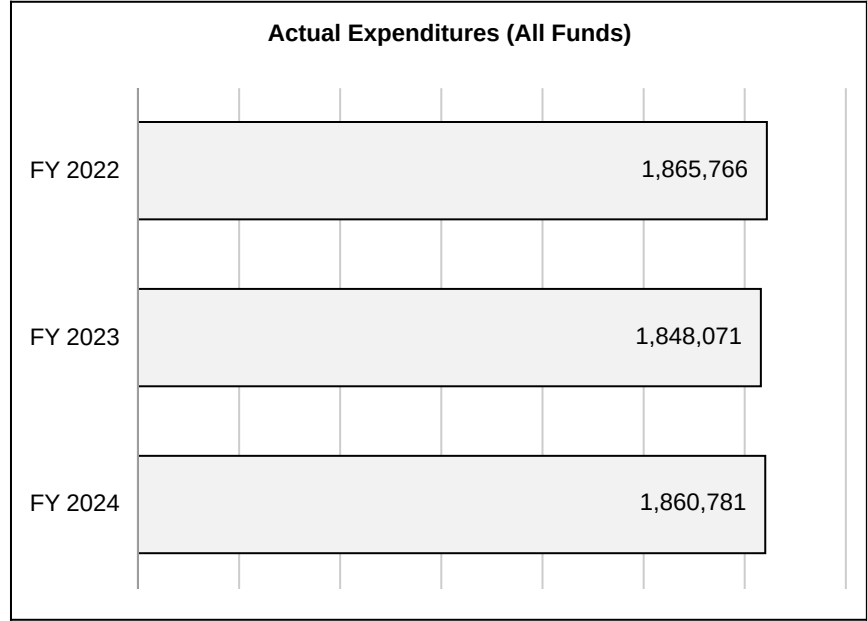 Actual Expenditures (All Funds)
FY 2022 1,865,766
FY 2023 1,848,071
FY 2024 1,860,781